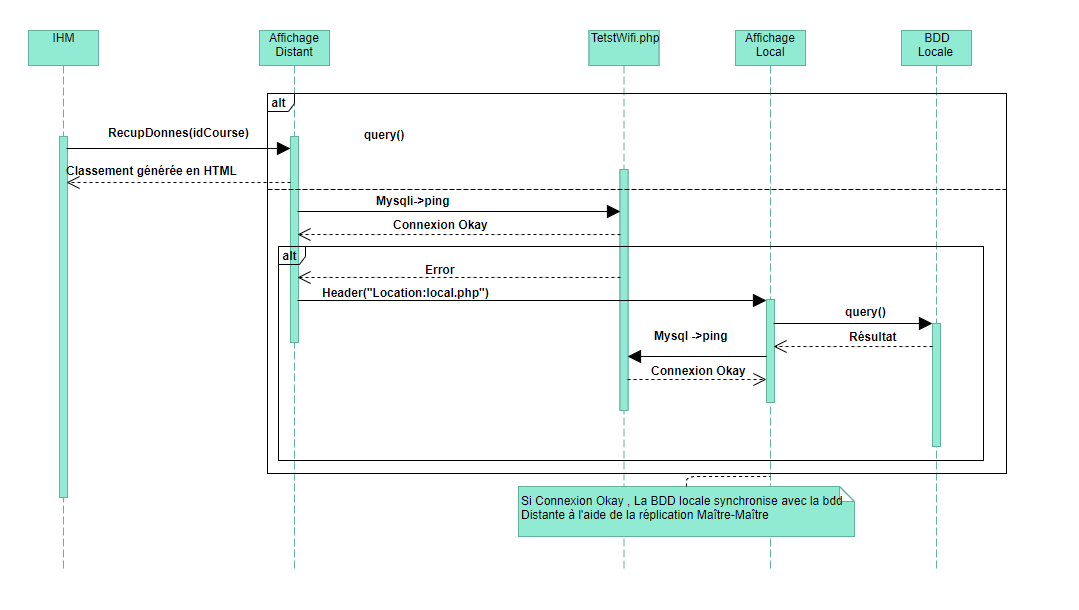 IHM
Affichage
Distant
TetstWifi.php
Affichage
Local
BDD
Locale
alt
RecupDonnes(idCourse)
query()
Classement générée en HTML
Mysqli->ping
Connexion Okay
alt
Error
Header("Location:local.php")
query()
Résultat
Mysql ->ping
Connexion Okay
Si Connexion Okay , La BDD locale synchronise avec la bdd
Distante à l'aide de la réplication Maître-Maître